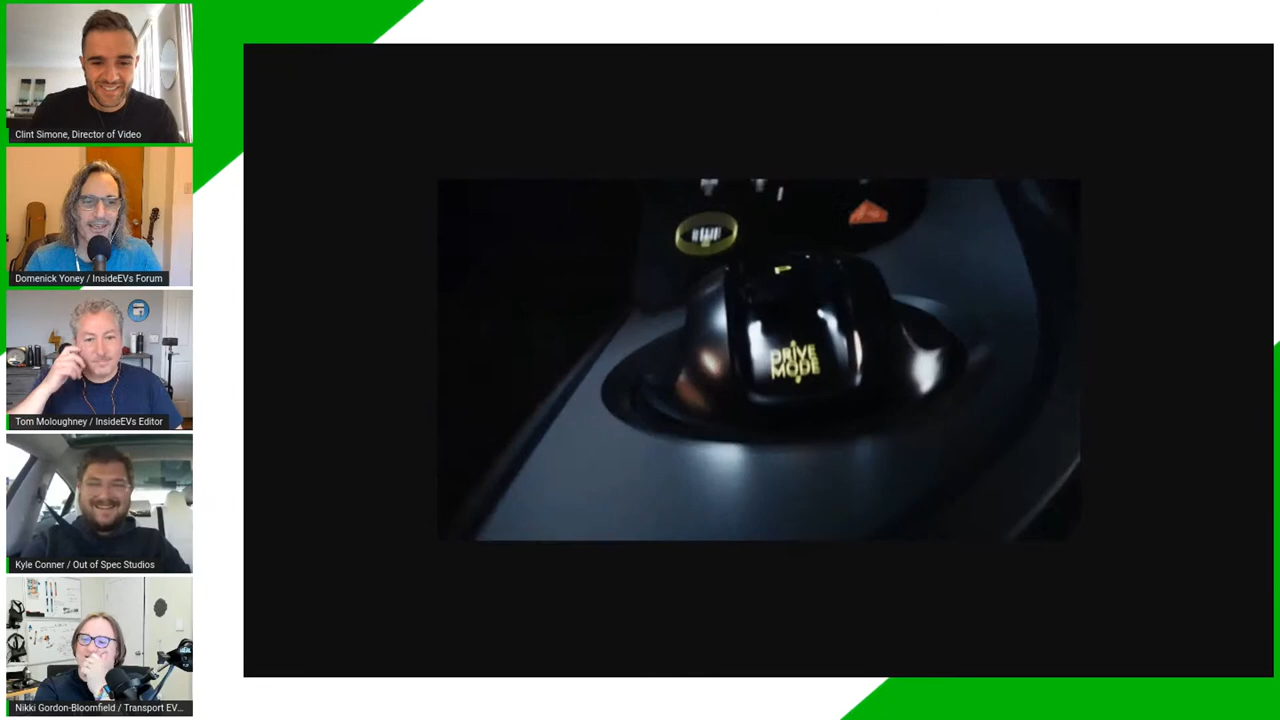 Clint Simone, Director of Video
Domenick Yoney / InsideEVs Forum
Tom Moloughney / InsideEVs Editor
Kyle Conner / Out of Spec Studios
Nikki Gordon-Bloomfield / Transport EV...
DRIVE
MODE